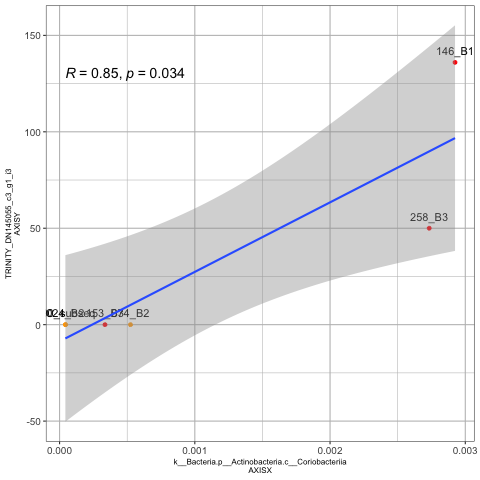 150
146_B1
R = 0.85, p = 0.034
100
TRINITY_DN145055_c3_g1_i3
AXISY
50
258_B3
0
-50
0.000
0.001
0.002
0.003
k__Bacteria.p__Actinobacteria.c__Coriobacteriia
AXISX